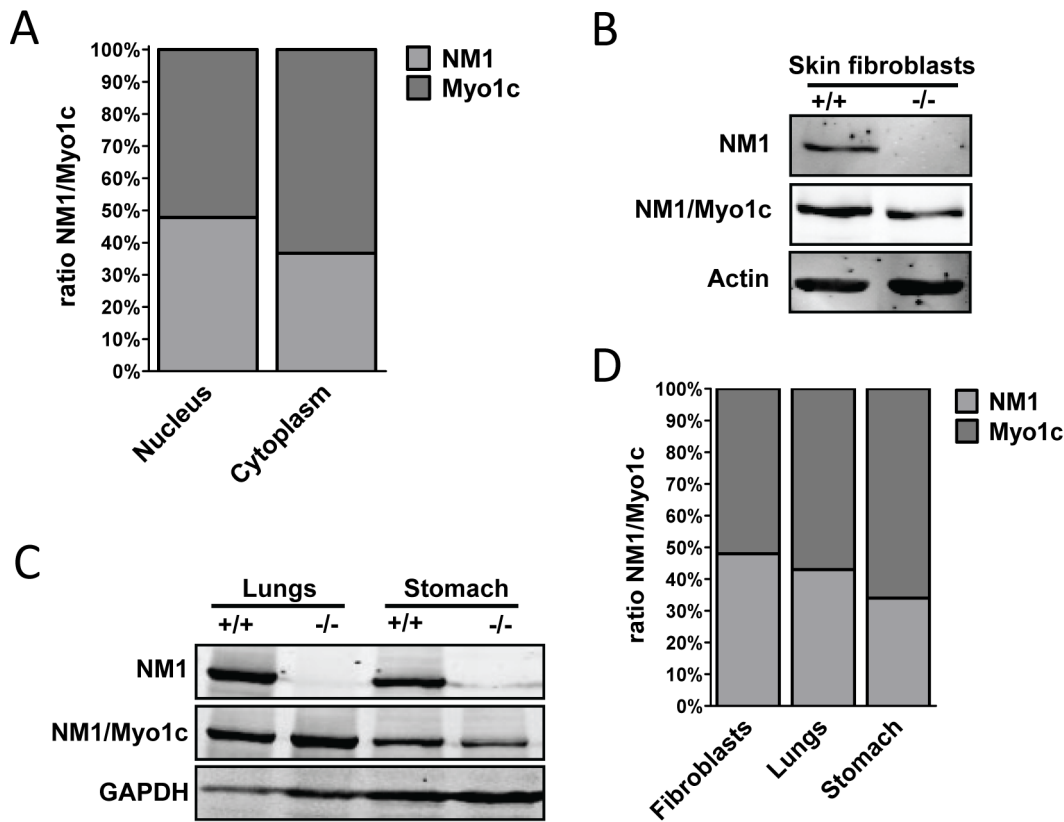 A
100%
90%
80%
70%
60%
50%
40%
30%
20%
10%
0%
ratio NM1/Myo1c
Nucleus
Cytoplasm
NM1
Myo1c
B
Skin fibroblasts
+/+ -/-
NM1
NM1/Myo1c
Actin
C
Lungs Stomach
+/+ -/- +/+ -/-
NM1
NM1/Myo1c
GAPDH
D
100%
90%
80%
70%
60%
50%
40%
30%
20%
10%
0%
ratio NM1/Myo1c
Fibroblasts
Lungs
Stomach
NM1
Myo1c